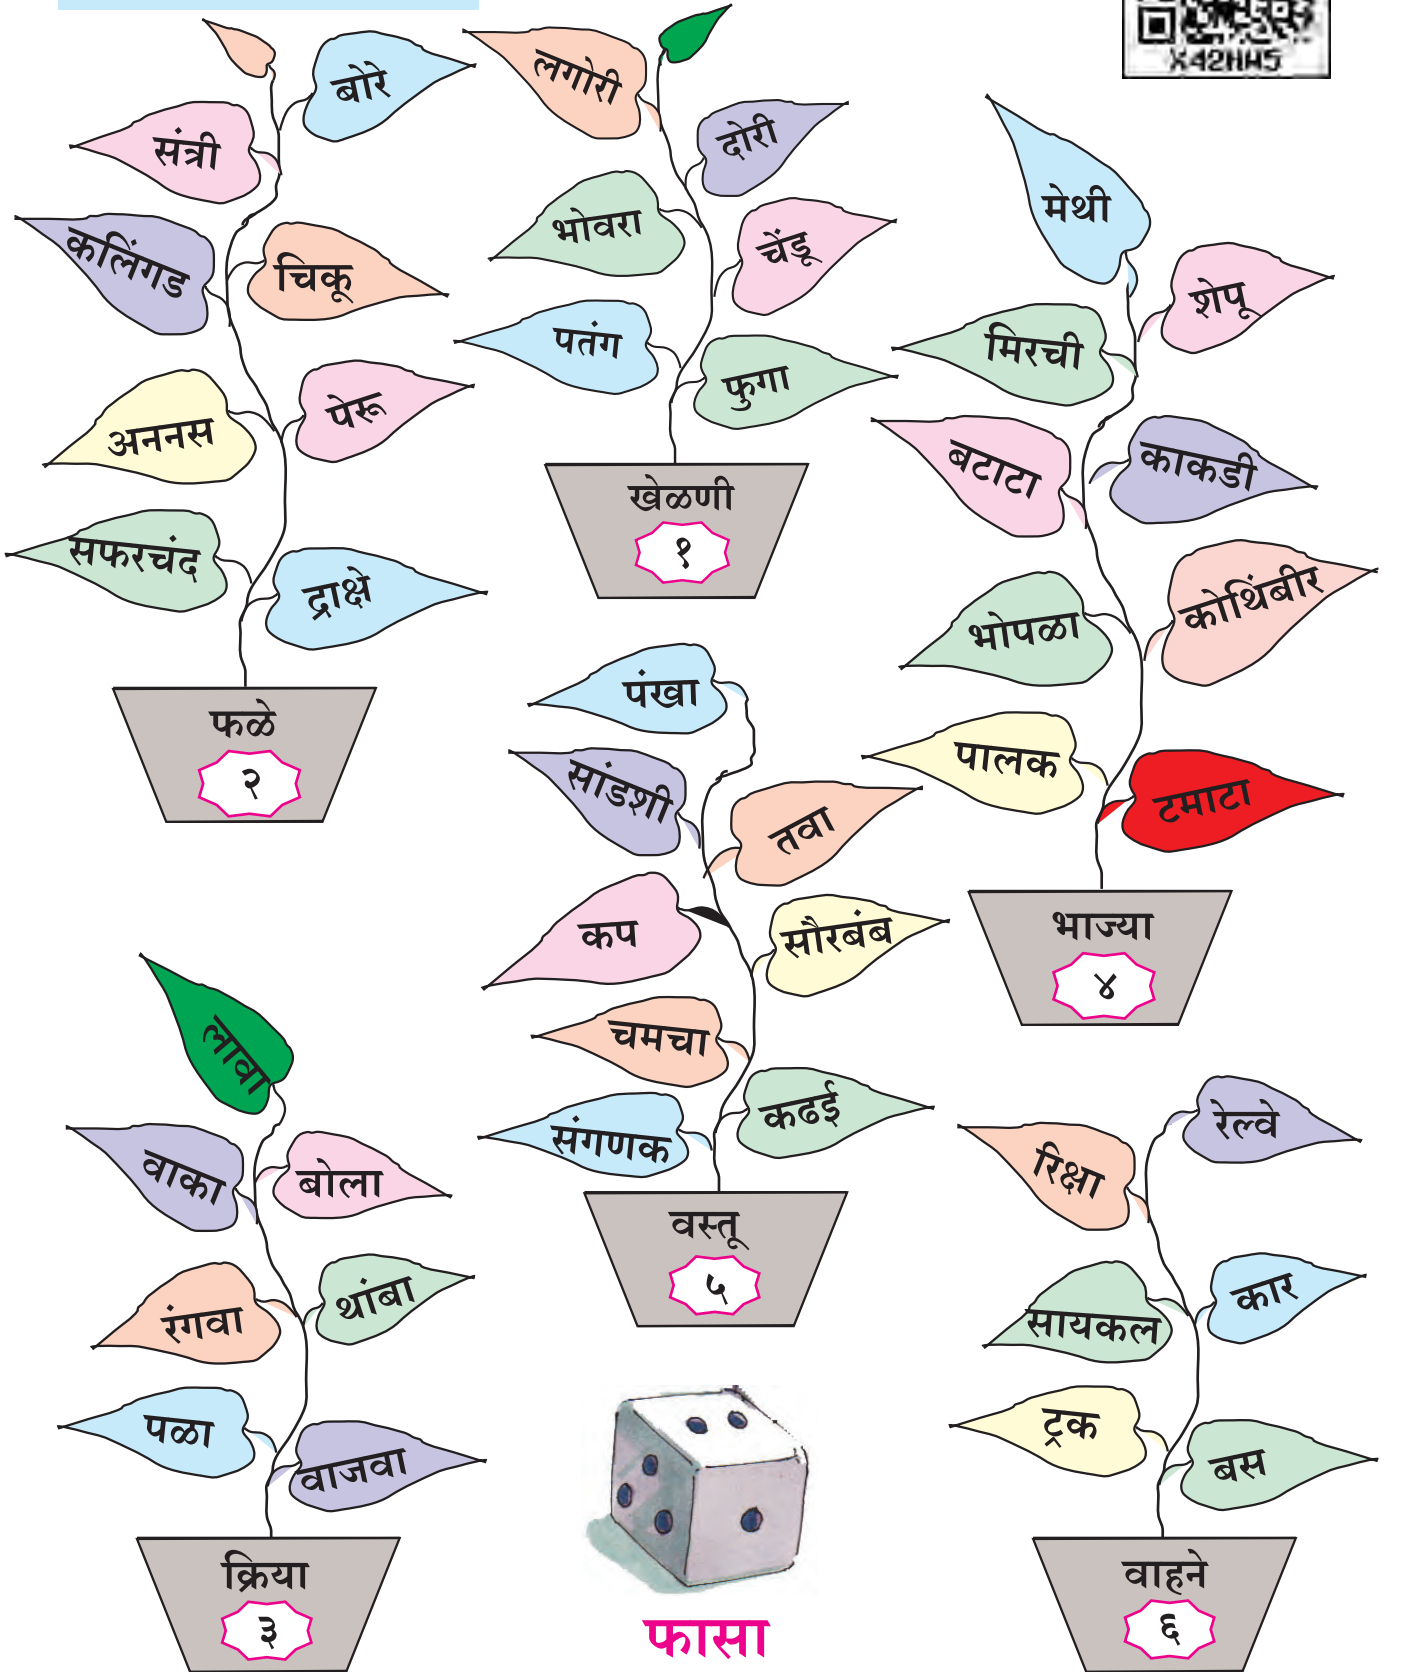 X42HW5
बोरे
संत्री
कलिंगड
चिकू
पेरू
अननस
सफरचंद
द्राक्षे
फळे
२
लगोरी
दोरी
भोवरा
चेंडू
पतंग
फुगा
खेळणी
१
मेथी
शेपू
मिरची
बटाटा
काकडी
कोथिंबीर
भोपळा
पालक
टमाटा
भाज्या
४
पंखा
सांडशी
तवा
कप
सौरबंब
चमचा
कढई
संगणक
वस्तू
५
लावा
वाका
बोला
रंगवा
थांबा
पळा
वाजवा
क्रिया
३
रेल्वे
रिक्षा
कार
सायकल
ट्रक
बस
वाहने
६
फासा